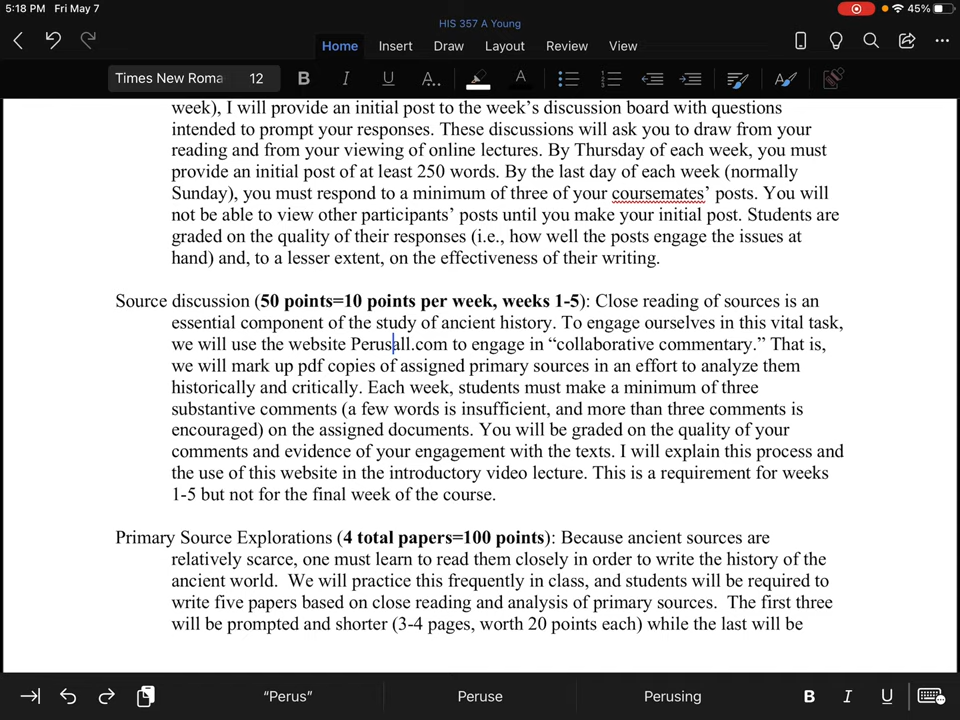 5:18 PM Fri May 7
45%
HIS 357 A Young
Home Insert Draw Layout Review View
Times New Roma 12 B I U A..
week), I will provide an initial post to the week's discussion board with questions
intended to prompt your responses. These discussions will ask you to draw from your
reading and from your viewing of online lectures. By Thursday of each week, you must
provide an initial post of at least 250 words. By the last day of each week (normally
Sunday), you must respond to a minimum of three of your coursemates' posts. You will
not be able to view other participants' posts until you make your initial post. Students are
graded on the quality of their responses (i.e., how well the posts engage the issues at
hand) and, to a lesser extent, on the effectiveness of their writing.
Source discussion (50 points=10 points per week, weeks 1-5): Close reading of sources is an
essential component of the study of ancient history. To engage ourselves in this vital task,
we will use the website Perusall.com to engage in “collaborative commentary.” That is,
we will mark up pdf copies of assigned primary sources in an effort to analyze them
historically and critically. Each week, students must make a minimum of three
substantive comments (a few words is insufficient, and more than three comments is
encouraged) on the assigned documents. You will be graded on the quality of your
comments and evidence of your engagement with the texts. I will explain this process and
the use of this website in the introductory video lecture. This is a requirement for weeks
1-5 but not for the final week of the course.
Primary Source Explorations (4 total papers=100 points): Because ancient sources are
relatively scarce, one must learn to read them closely in order to write the history of the
ancient world.  We will practice this frequently in class, and students will be required to
write five papers based on close reading and analysis of primary sources.  The first three
will be prompted and shorter (3-4 pages, worth 20 points each) while the last will be
“Perus” Peruse Perusing B I U